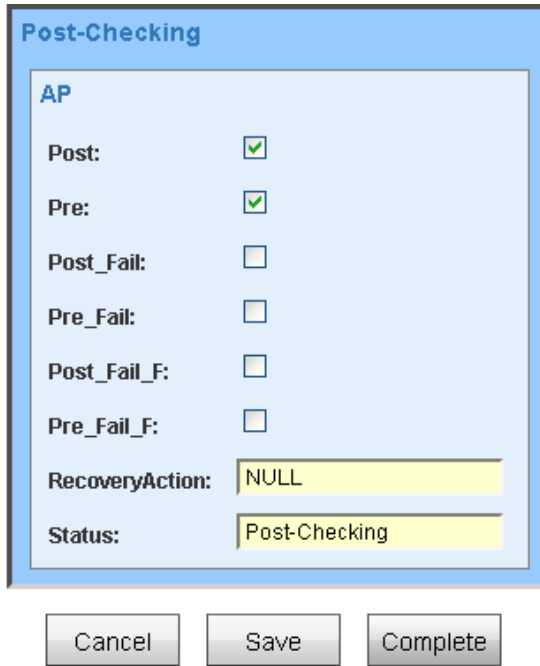 Post-Checking
AP
Post:
Pre:
Post_Fail:
Pre_Fail:
Post_Fail_F:
Pre_Fail_F:
RecoveryAction: NULL
Status: Post-Checking
Cancel Save Complete